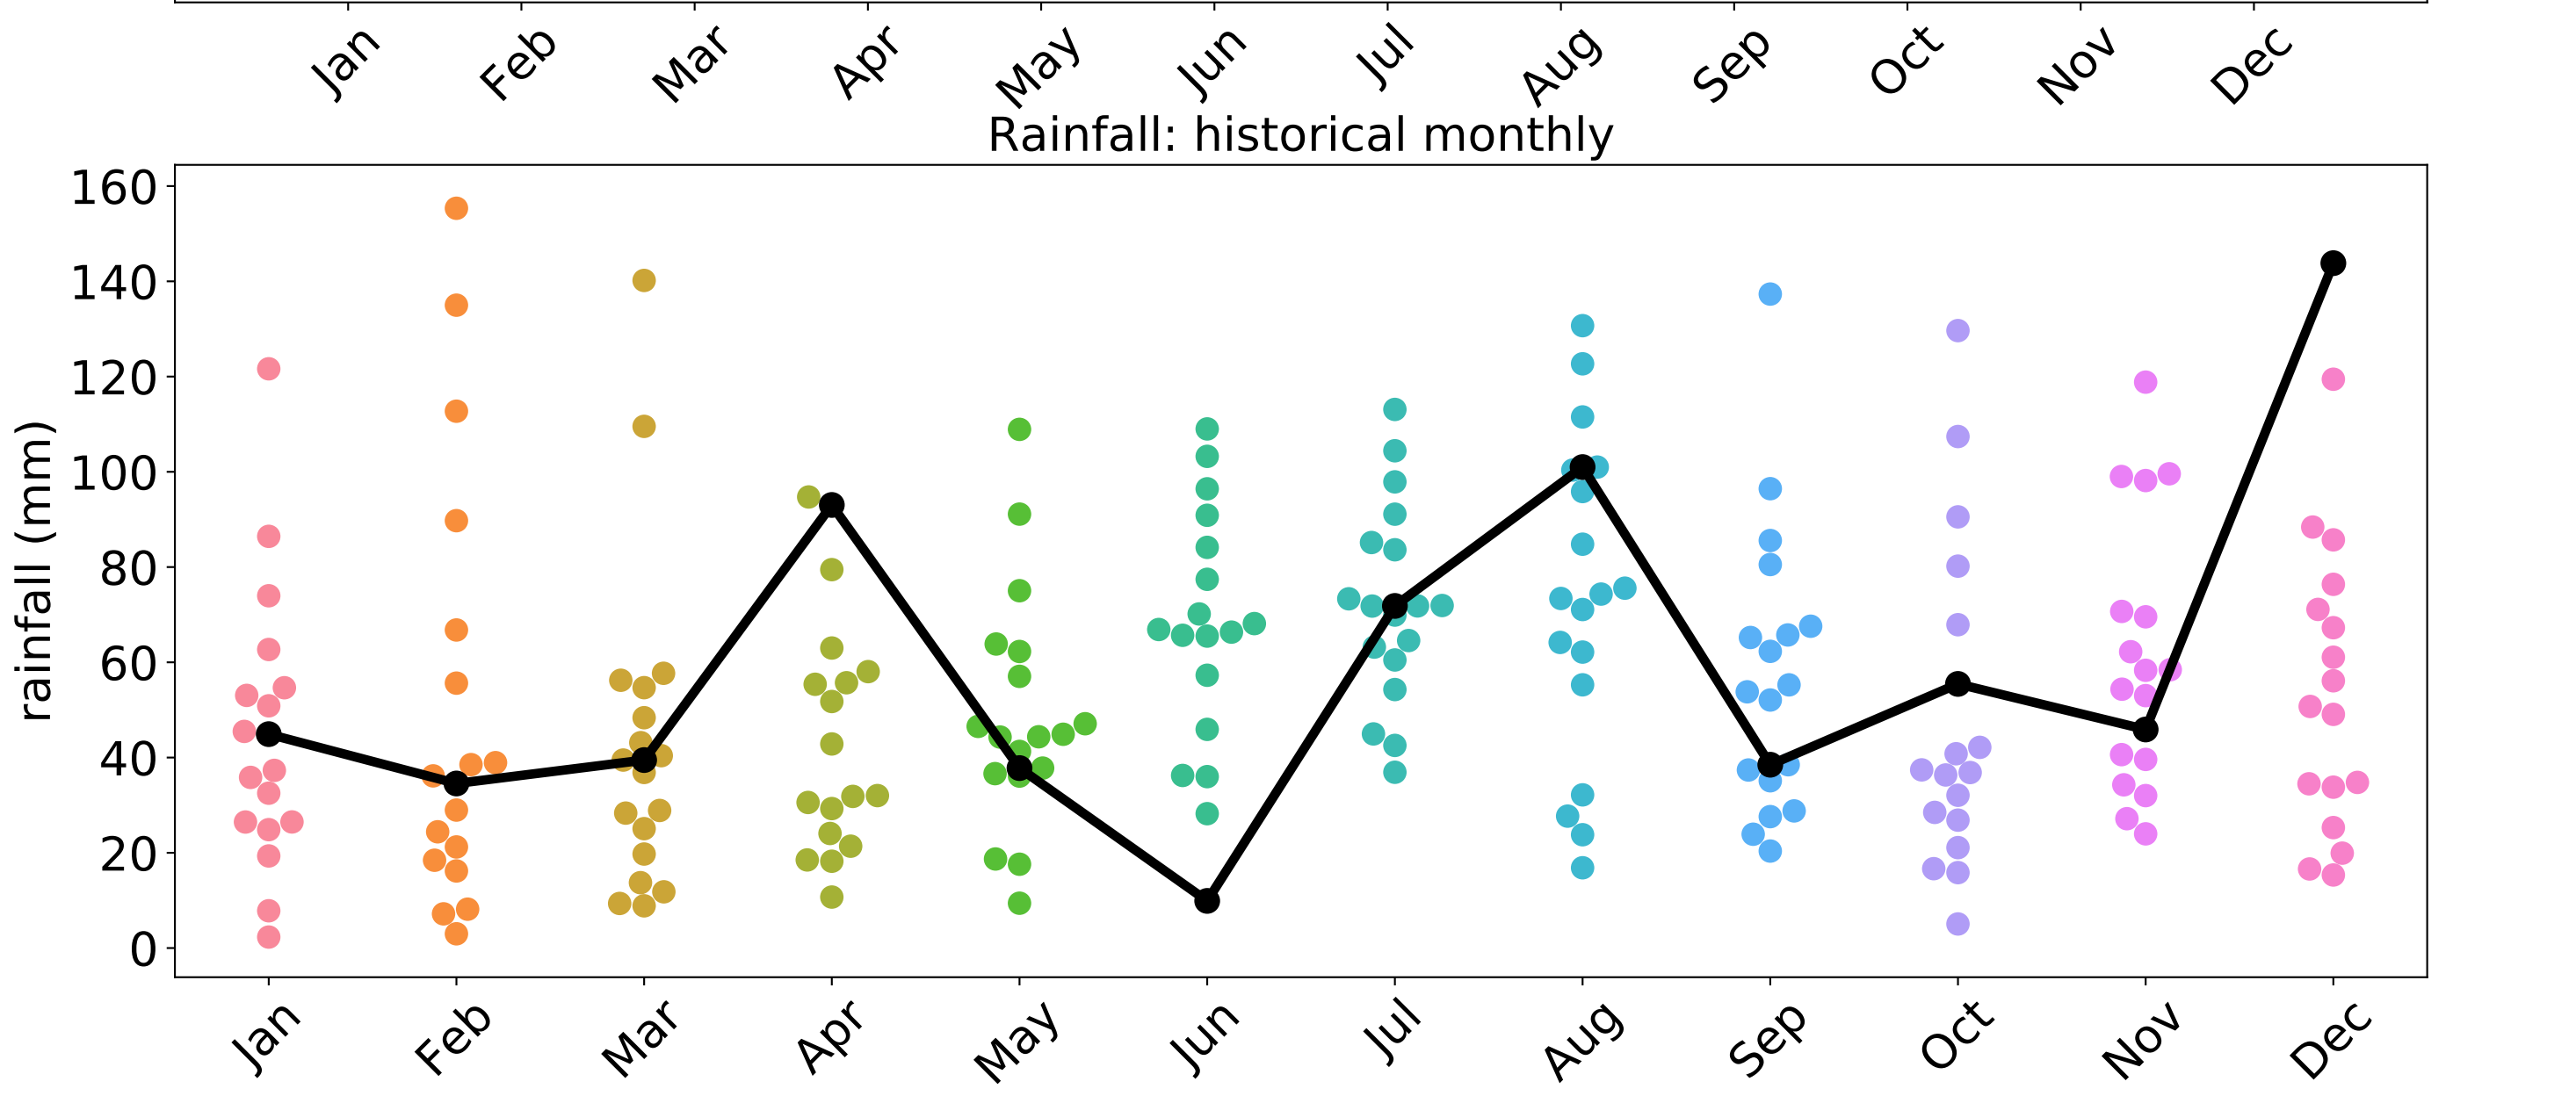 Jan Feb Mar Apr May Jun Jul Aug Sep Oct Nov Dec
Rainfall: historical monthly
rainfall (mm)
160
140
120
100
80
60
40
20
0
Jan Feb Mar Apr May Jun Jul Aug Sep Oct Nov Dec